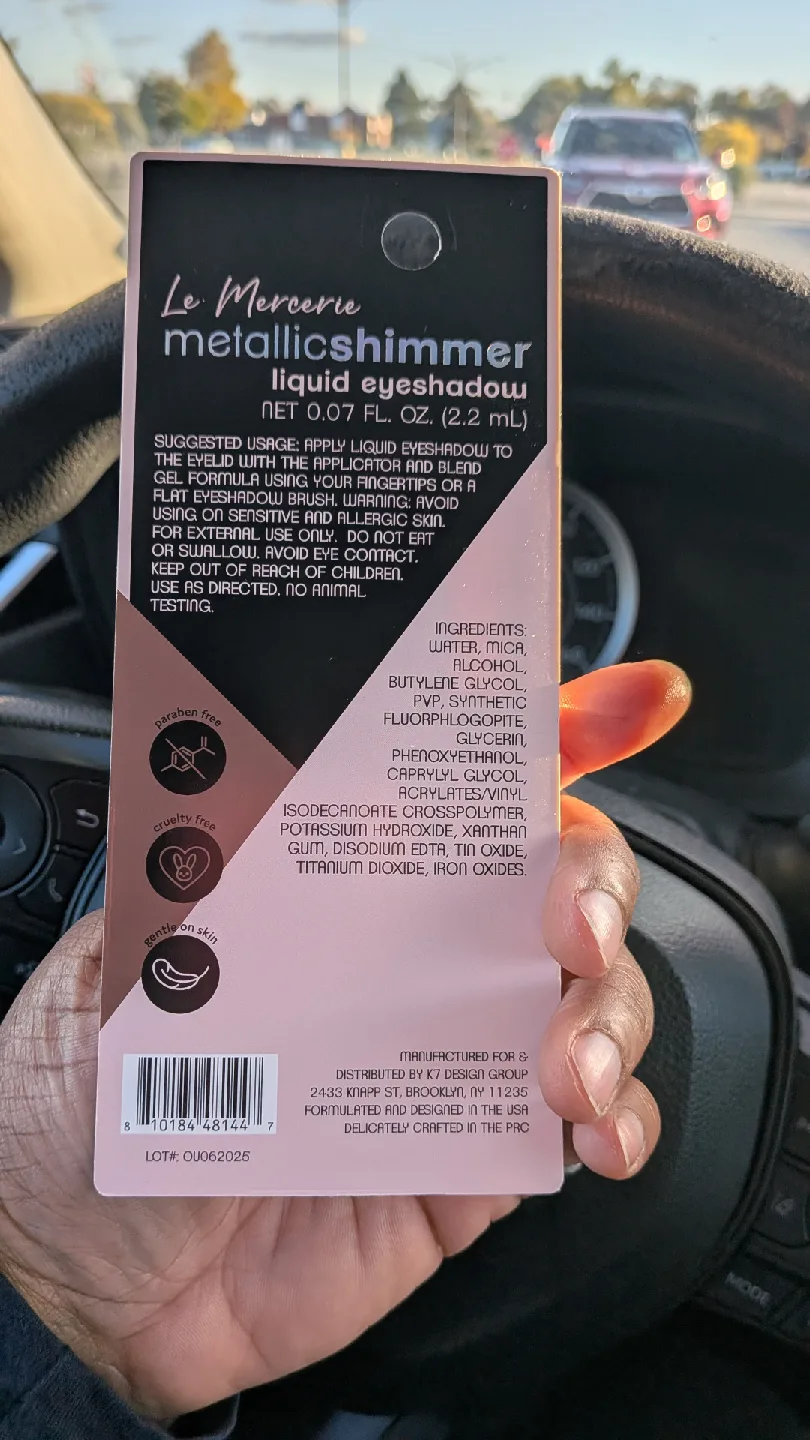 Le Mercerie
metallicshimmer
liquid eyeshadow
NET 0.07 FL. OZ. (2.2 mL)
SUGGESTED USAGE: APPLY LIQUID EYESHADOW TO
THE EYELID WITH THE APPLICATOR AND BLEND
GEL FORMULA USING YOUR FINGERTIPS OR A
FLAT EYESHADOW BRUSH. WARNING: AVOID
USING ON SENSITIVE AND ALLERGIC SKIN.
FOR EXTERNAL USE ONLY. DO NOT EAT
OR SWALLOW. AVOID EYE CONTACT.
KEEP OUT OF REACH OF CHILDREN.
USE AS DIRECTED. NO ANIMAL
TESTING.
INGREDIENTS:
WATER, MICA,
ALCOHOL,
BUTYLENE GLYCOL,
PVP, SYNTHETIC
FLUORPHLOGOPITE,
GLYCERIN,
PHENOXYETHANOL,
CAPRYLYL GLYCOL,
ACRYLATES/VINYL
ISODECANOATE CROSSPOLYMER,
POTASSIUM HYDROXIDE, XANTHAN
GUM, DISODIUM EDTA, TIN OXIDE,
TITANIUM DIOXIDE, IRON OXIDES.
paraben free
cruelty free
gentle on skin
MANUFACTURED FOR &
DISTRIBUTED BY K7 DESIGN GROUP
2433 KNAPP ST, BROOKLYN, NY 11235
FORMULATED AND DESIGNED IN THE USA
DELICATELY CRAFTED IN THE PRC
8 10184 48144 7
LOT#: OU062025
MODE